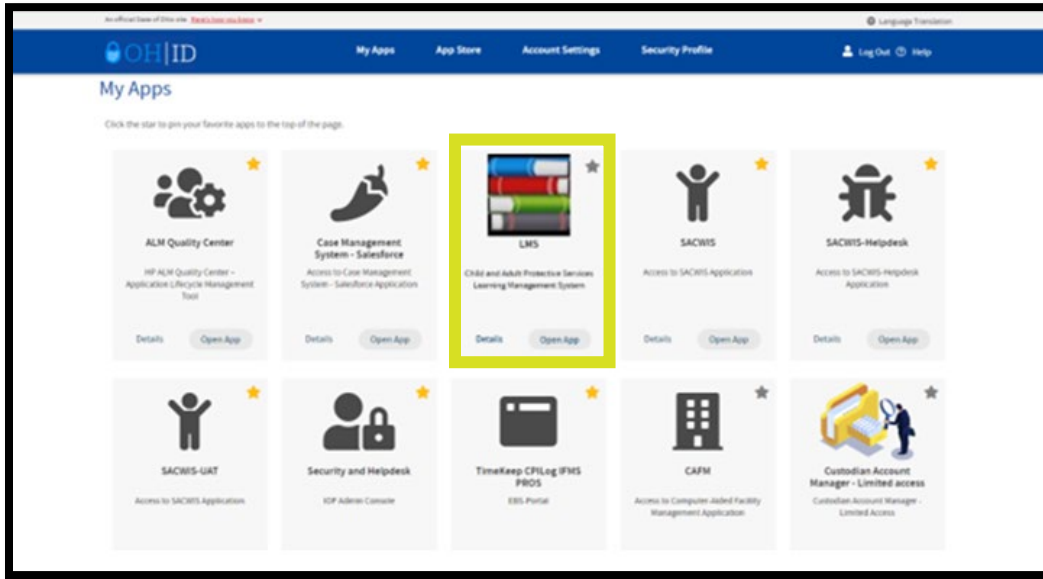 An official State of Ohio site. Here's how you know
Language Translation
OH|ID
My Apps
App Store
Account Settings
Security Profile
Log Out
Help
My Apps
Click the star to pin your favorite apps to the top of the page.
ALM Quality Center
HP ALM Quality Center -
Application Lifecycle Management
Tool
Details
Open App
Case Management
System - Salesforce
Access to Case Management
System - Salesforce Application
Details
Open App
LMS
Child and Adult Protective Services
Learning Management System
Details
Open App
SACWIS
Access to SACWIS Application
Details
Open App
SACWIS-Helpdesk
Access to SACWIS-Helpdesk
Application
Details
Open App
SACWIS-UAT
Access to SACWIS Application
Security and Helpdesk
IOP Admin Console
TimeKeep CPILog IFMS
PROS
EBS-Portal
CAFM
Access to Computer Aided Facility
Management Application
Custodian Account
Manager - Limited access
Custodian Account Manager -
Limited Access